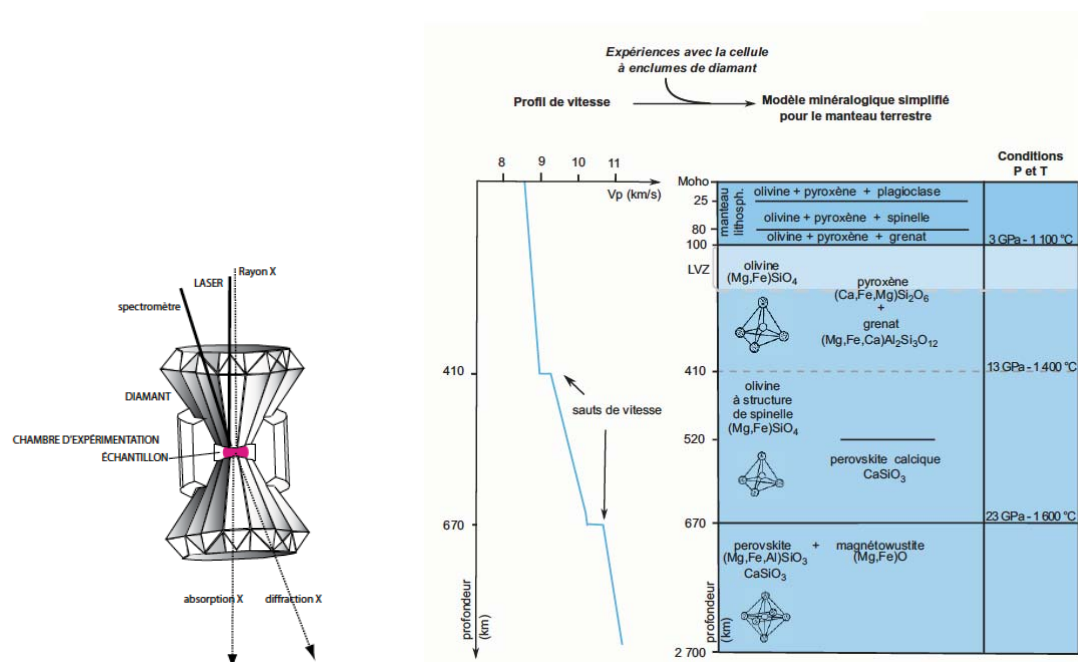 Rayon X
LASER
spectromètre
DIAMANT
CHAMBRE D'EXPÉRIMENTATION
ÉCHANTILLON
absorption X
diffraction X
Expériences avec la cellule
à enclumes de diamant
Profil de vitesse
Modèle minéralogique simplifié
pour le manteau terrestre
8 9 10 11
Vp (km/s)
410
670
profondeur
(km)
sauts de vitesse
Conditions
P et T
Moho
25
80
100
LVZ
410
520
670
2 700
profondeur
(km)
manteau
lithosph.
olivine + pyroxène + plagioclase
olivine + pyroxène + spinelle
olivine + pyroxène + grenat
3 GPa - 1 100 °C
olivine
(Mg,Fe)SiO4
pyroxène
(Ca,Fe,Mg)Si2O6
+
grenat
(Mg,Fe,Ca)Al2Si3O12
13 GPa - 1 400 °C
olivine
à structure
de spinelle
(Mg,Fe)SiO4
perovskite calcique
CaSiO3
23 GPa - 1 600 °C
perovskite + magnétowustite
(Mg,Fe,Al)SiO3 (Mg,Fe)O
CaSiO3